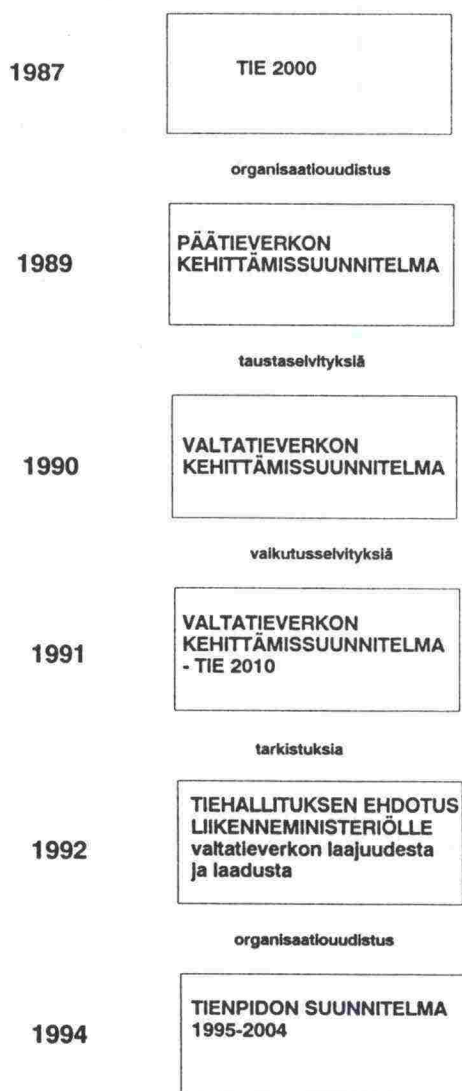 1987
TIE 2000
organisaatiouudistus
1989
PÄÄTIEVERKON
KEHITTÄMISSUUNNITELMA
taustaselvityksiä
1990
VALTATIEVERKON
KEHITTÄMISSUUNNITELMA
vaikutusselvityksiä
1991
VALTATIEVERKON
KEHITTÄMISSUUNNITELMA
- TIE 2010
tarkistuksia
1992
TIEHALLITUKSEN EHDOTUS
LIIKENNEMINISTERIÖLLE
valtatieverkon laajuudesta
ja laadusta
organisaatiouudistus
1994
TIENPIDON SUUNNITELMA
1995-2004